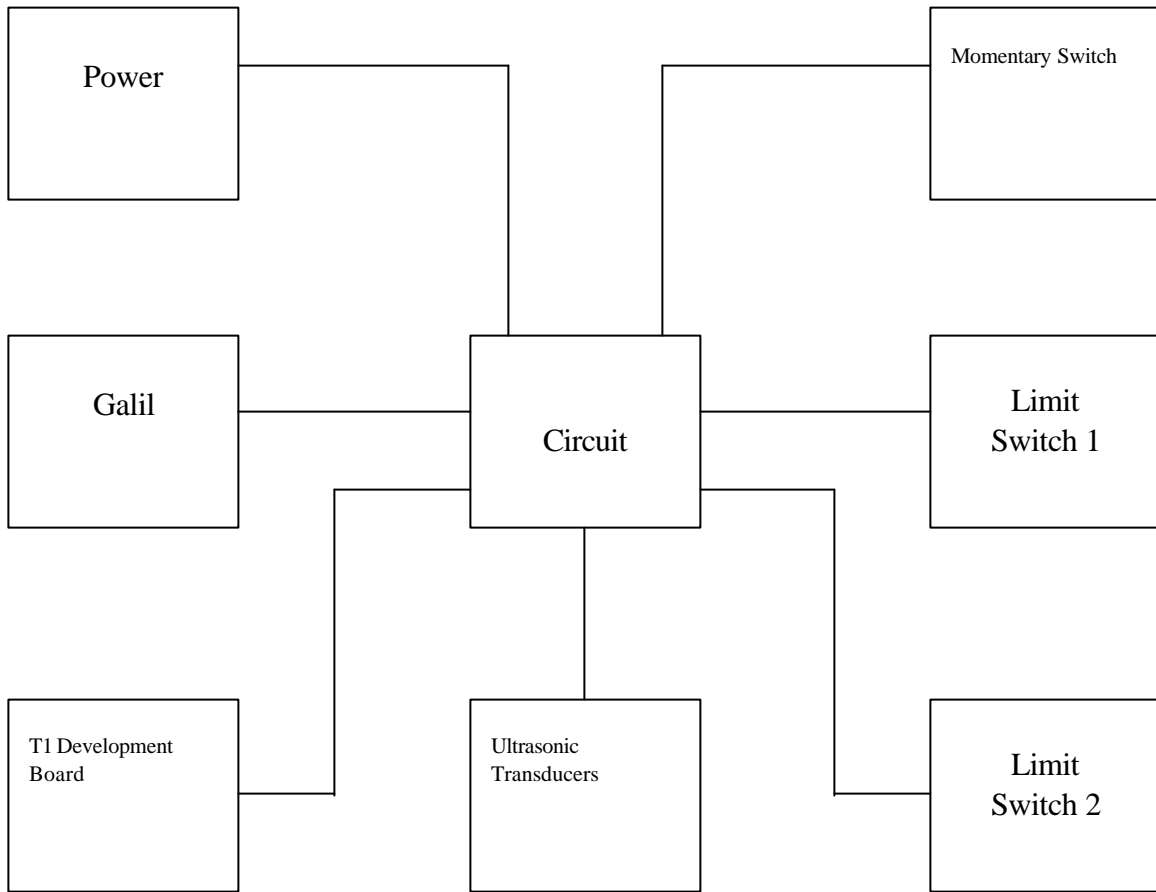 Power
Momentary Switch
Galil
Circuit
Limit
Switch 1
T1 Development
Board
Ultrasonic
Transducers
Limit
Switch 2